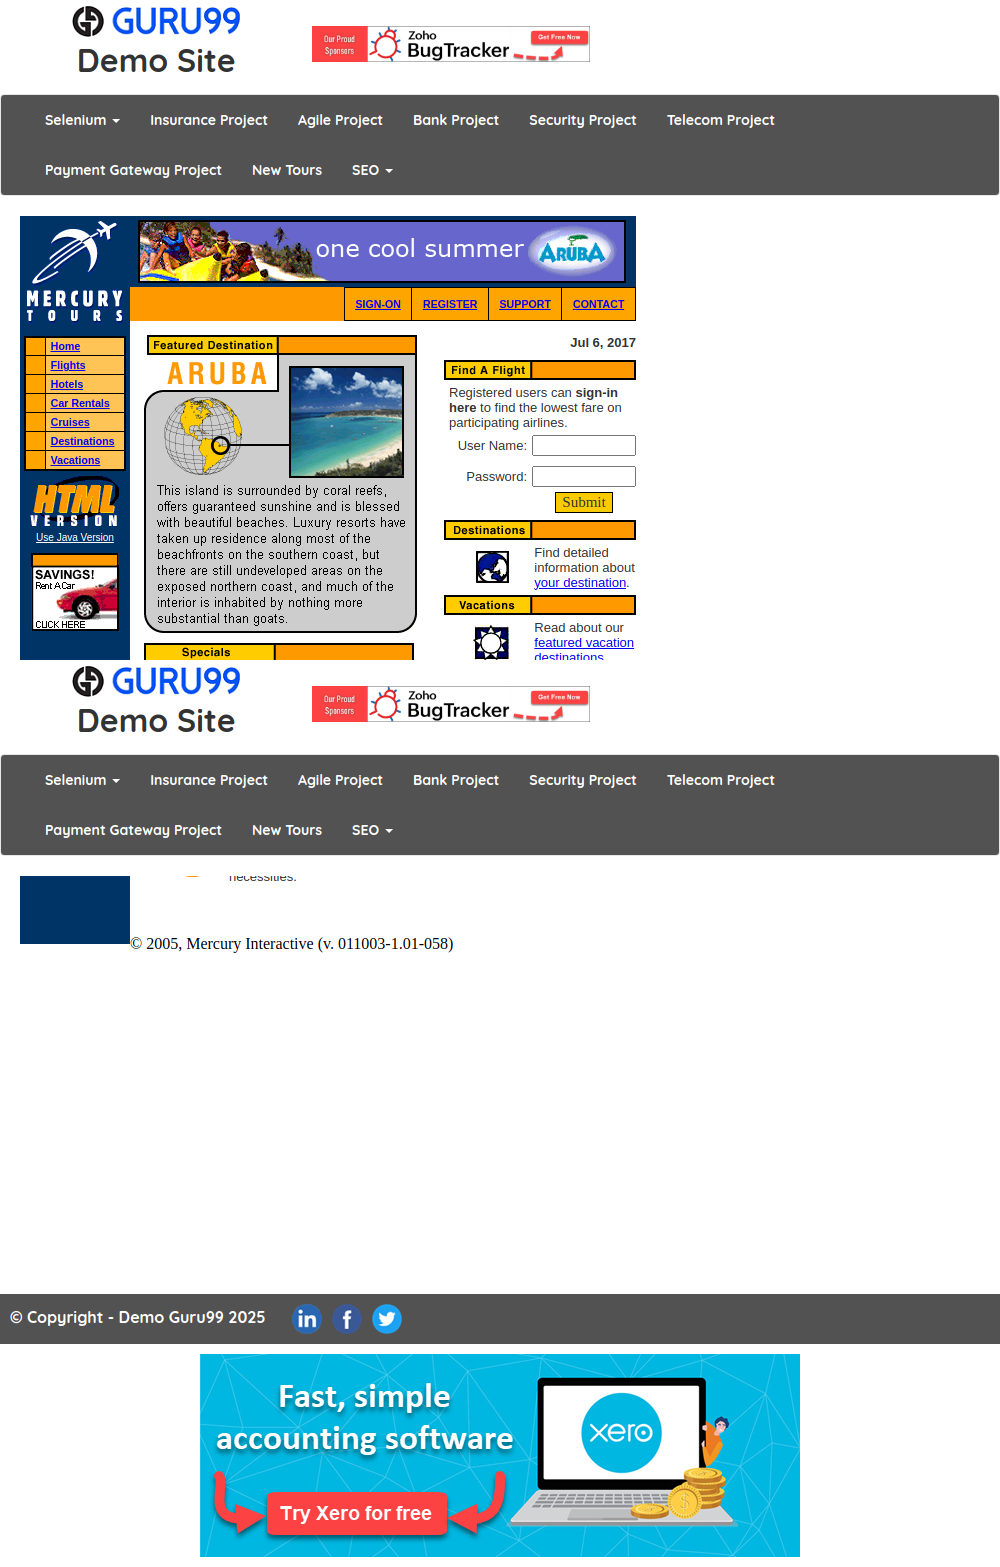 GURU99
Demo Site
Our Proud Sponsors
Zoho
BugTracker
Get Free Now
Selenium
Insurance Project
Agile Project
Bank Project
Security Project
Telecom Project
Payment Gateway Project
New Tours
SEO
MERCURY
TOURS
one cool summer
ARUBA
SIGN-ON
REGISTER
SUPPORT
CONTACT
Home
Flights
Hotels
Car Rentals
Cruises
Destinations
Vacations
HTML
VERSION
Use Java Version
SAVINGS!
Rent A Car
CLICK HERE
Featured Destination
ARUBA
This island is surrounded by coral reefs,
offers guaranteed sunshine and is blessed
with beautiful beaches. Luxury resorts have
taken up residence along most of the
beachfronts on the southern coast, but
there are still undeveloped areas on the
exposed northern coast, and much of the
interior is inhabited by nothing more
substantial than goats.
Specials
Jul 6, 2017
Find A Flight
Registered users can sign-in
here to find the lowest fare on
participating airlines.
User Name:
Password:
Submit
Destinations
Find detailed
information about
your destination.
Vacations
Read about our
featured vacation
destinations.
GURU99
Demo Site
Our Proud Sponsors
Zoho
BugTracker
Get Free Now
Selenium
Insurance Project
Agile Project
Bank Project
Security Project
Telecom Project
Payment Gateway Project
New Tours
SEO
necessities.
© 2005, Mercury Interactive (v. 011003-1.01-058)
© Copyright - Demo Guru99 2025
in
f
Fast, simple
accounting software
Try Xero for free
xero